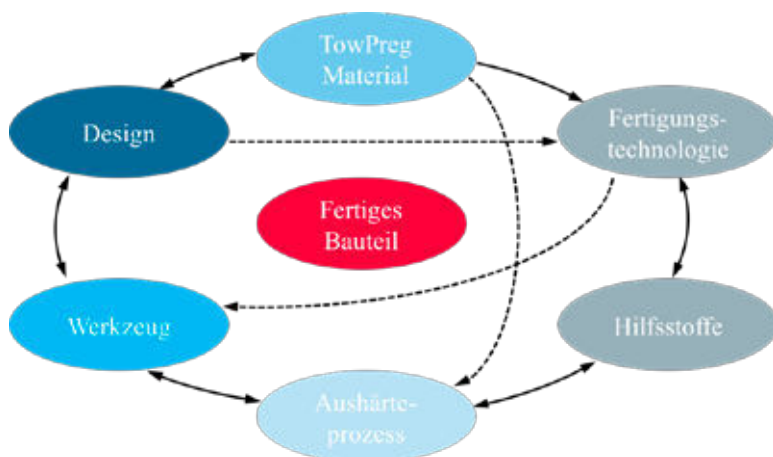 TowPreg
Material
Design
Fertigungs-
technologie
Fertiges
Bauteil
Werkzeug
Hilfsstoffe
Aushärte-
prozess